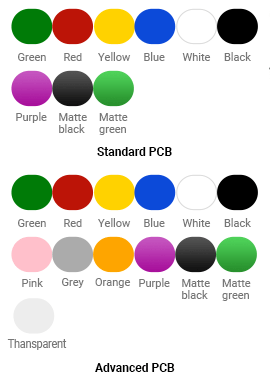 Green Red Yellow Blue White Black
Purple Matte black Matte green
Standard PCB
Green Red Yellow Blue White Black
Pink Grey Orange Purple Matte black Matte green
Thansparent
Advanced PCB